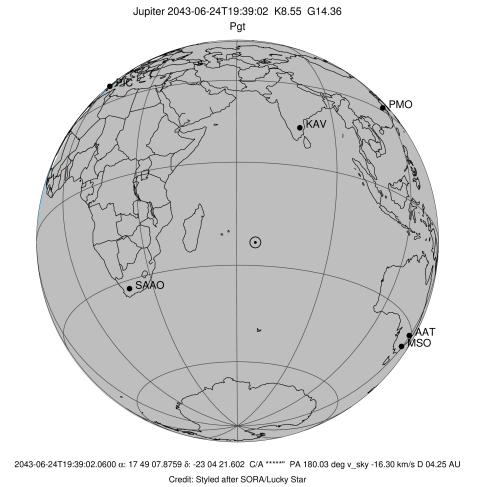 Jupiter 2043-06-24T19:39:02 K8.55 G14.36
Pgt
PJC
PMO
KAV
SAAO
AAT
MSO
2043-06-24T19:39:02.0600 α: 17 49 07.8759 δ: -23 04 21.602 C/A *****" PA 180.03 deg v_sky -16.30 km/s D 04.25 AU
Credit: Styled after SORA/Lucky Star